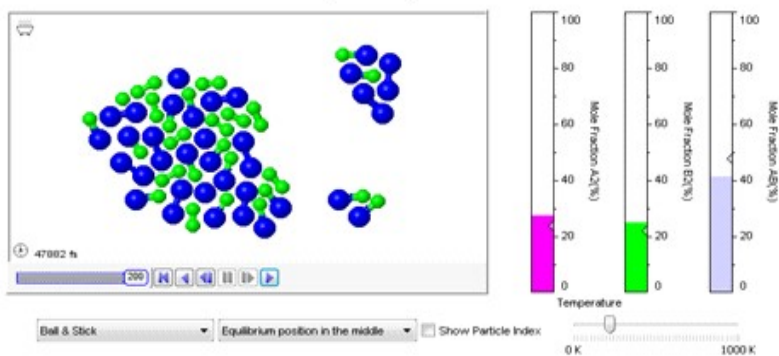 100
80
60
40
20
0
Mole Fraction A2(%)
100
80
60
40
20
0
Mole Fraction B2(%)
100
80
60
40
20
0
Mole Fraction AB(%)
47882 fs
200
Temperature
Ball & Stick
Equilibrium position in the middle
Show Particle Index
0 K
1000 K